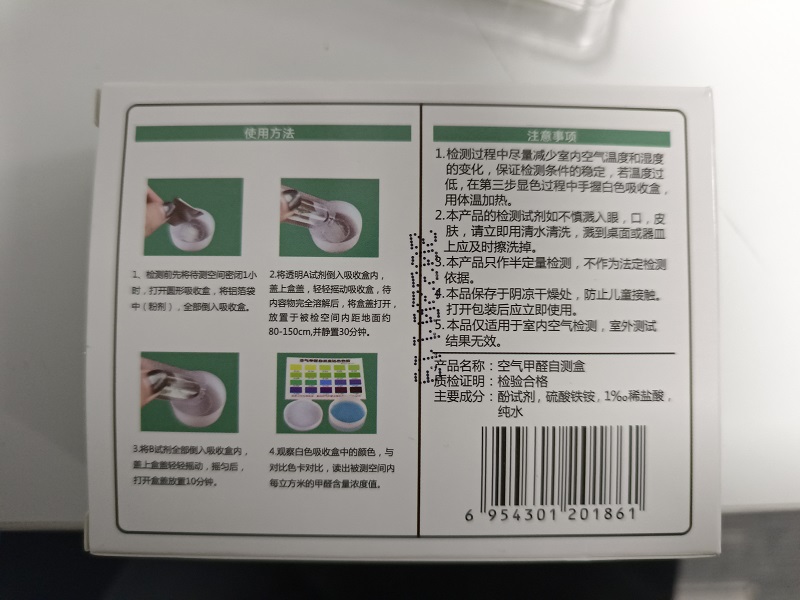 使用方法
1、检测前先将待测空间密闭1小
时，打开圆形吸收盒，将铝箔袋
中（粉剂），全部倒入吸收盒。
2.将透明A试剂倒入吸收盒内，
盖上盒盖，轻轻摇动吸收盒，待
内容物完全溶解后，将盒盖打开，
放置于被检空间内距地面约
80-150cm,并静置30分钟。
3.将B试剂全部倒入吸收盒内，
盖上盒盖轻轻摇动，摇匀后，
打开盒盖放置10分钟。
4.观察白色吸收盒中的颜色，与
对比色卡对比，读出被测空间内
每立方米的甲醛含量浓度值。
注意事项
1.检测过程中尽量减少室内空气温度和湿度
的变化，保证检测条件的稳定，若温度过
低，在第三步显色过程中手握白色吸收盒，
用体温加热。
2.本产品的检测试剂如不慎溅入眼，口，皮
肤，请立即用清水清洗，溅到桌面或器皿
上应及时擦洗掉。
3.本产品只作半定量检测，不作为法定检测
依据。
4.本品保存于阴凉干燥处，防止儿童接触。
打开包装后应立即使用。
5.本品仅适用于室内空气检测，室外测试
结果无效。
产品名称：空气甲醛自测盒
质检证明：检验合格
主要成分：酚试剂，硫酸铁铵，1‰稀盐酸，
纯水
6 954301 201861